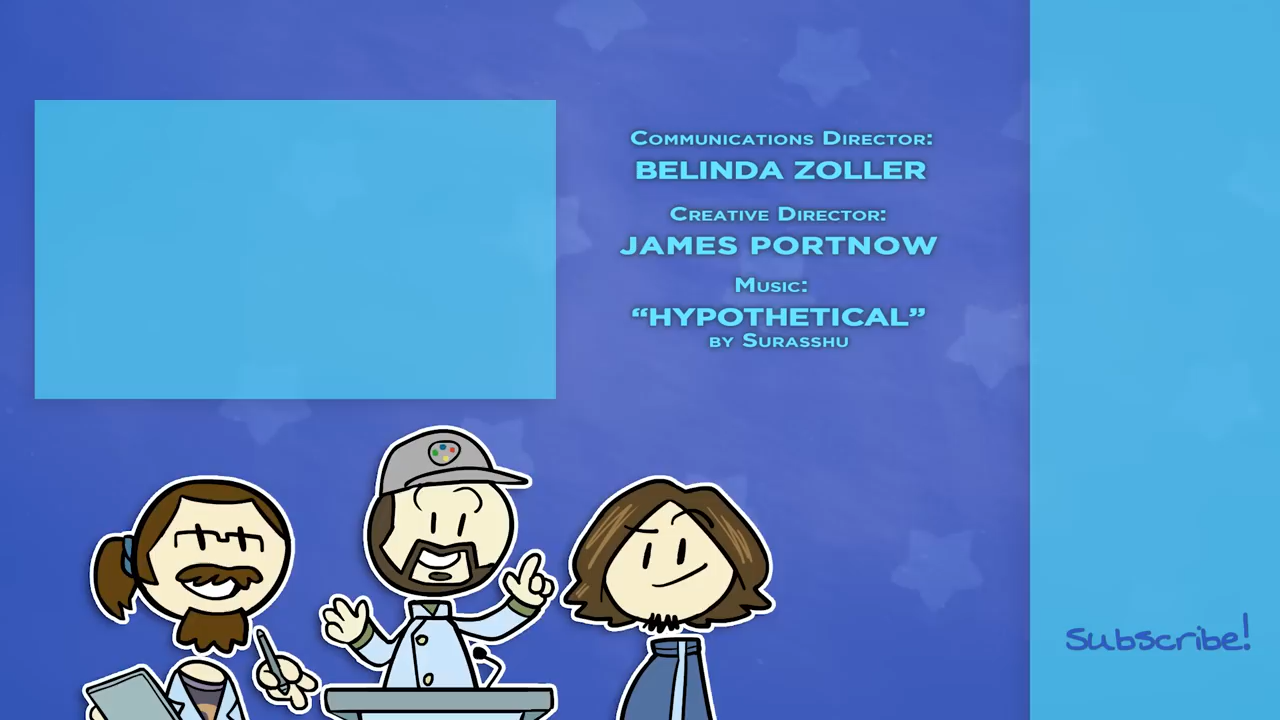 Communications Director:
BELINDA ZOLLER
Creative Director:
JAMES PORTNOW
Music:
“HYPOTHETICAL”
by Surasshu
Subscribe!